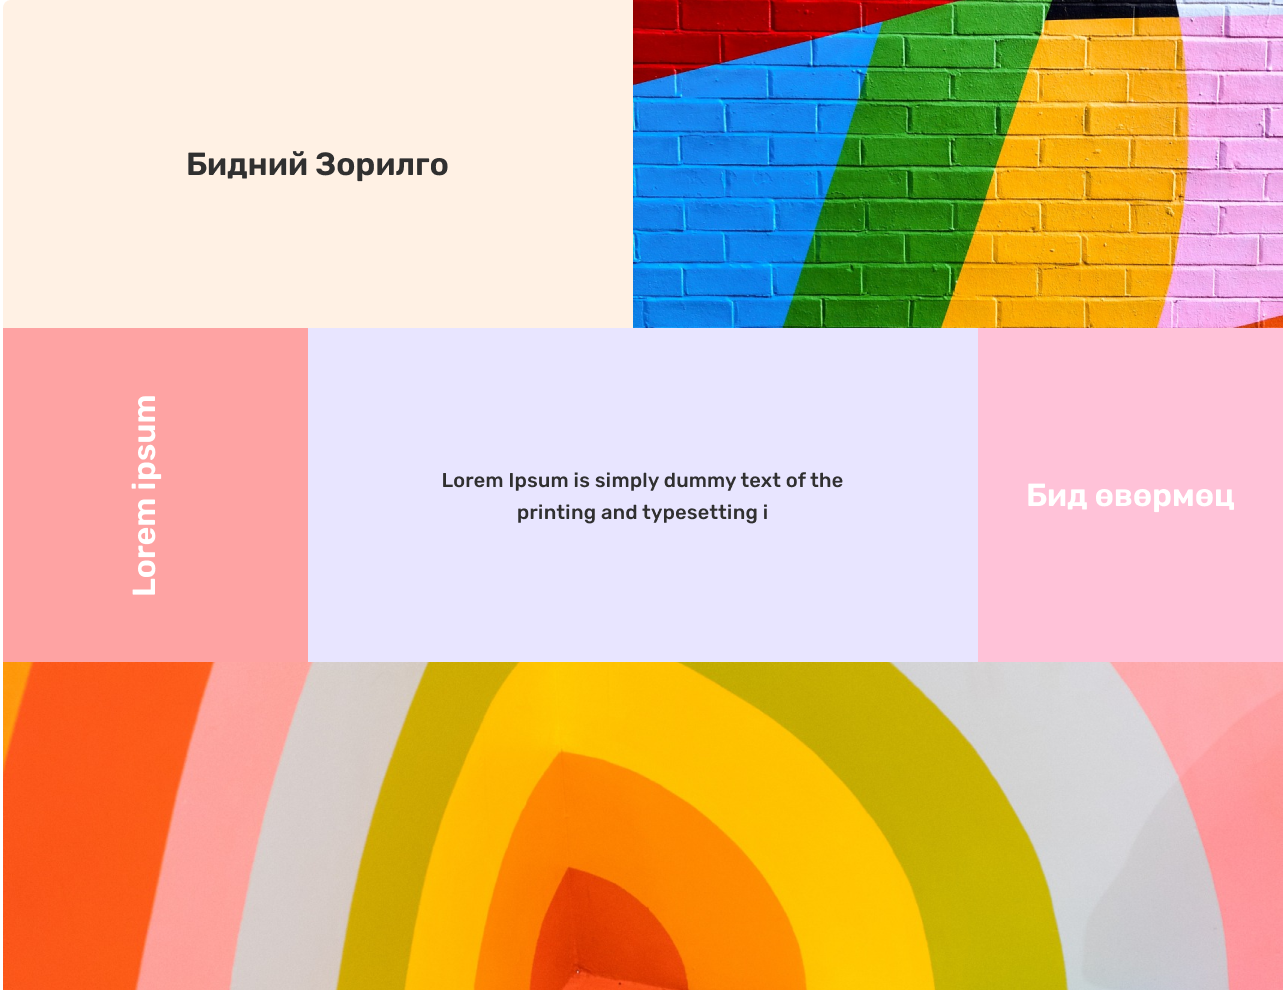 Бидний Зорилго
Lorem ipsum
Lorem Ipsum is simply dummy text of the
printing and typesetting i
Бид өвөрмөц